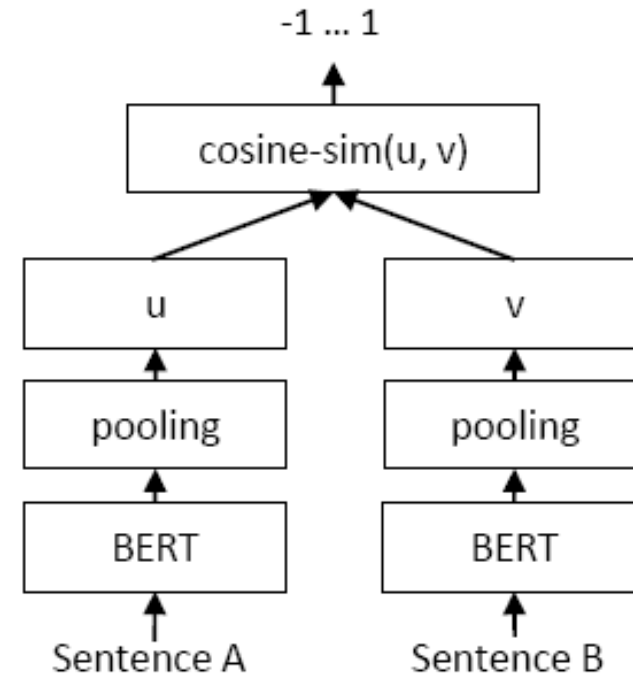 -1 ... 1
cosine-sim(u, v)
u
v
pooling
pooling
BERT
BERT
Sentence A
Sentence B